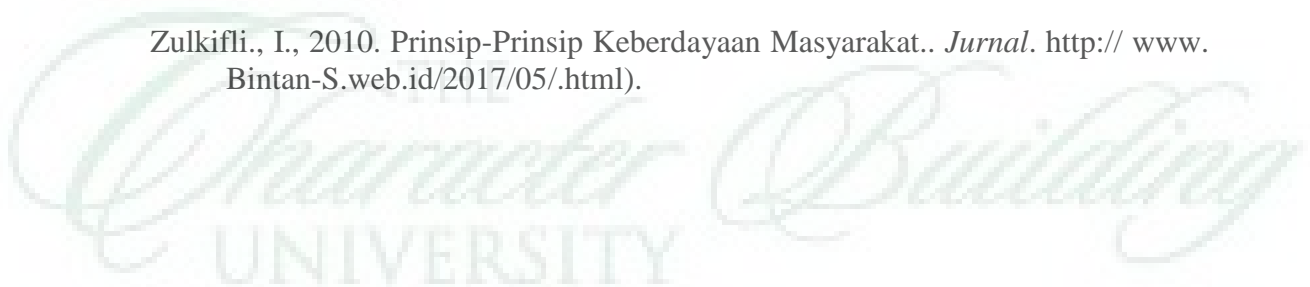 Zulkifli., I., 2010. Prinsip-Prinsip Keberdayaan Masyarakat.. Jurnal. http:// www.
Bintan-S.web.id/2017/05/.html).
THE
Character Building
UNIVERSITY